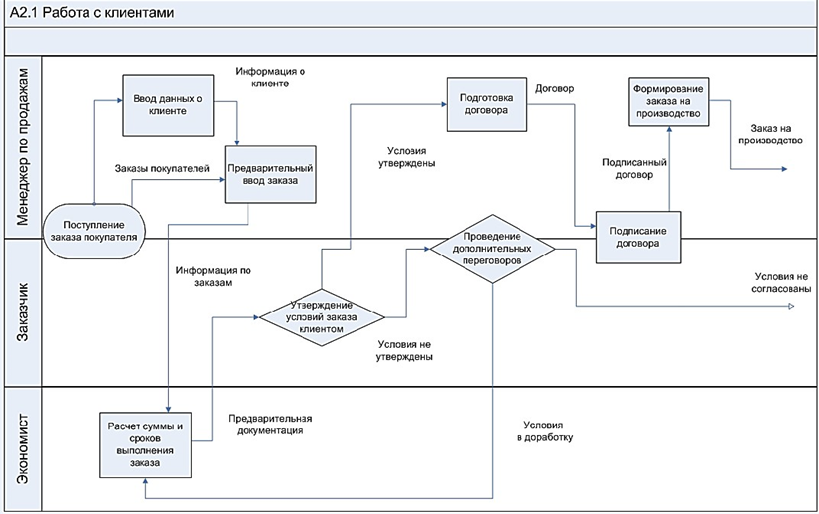 А2.1 Работа с клиентами
Менеджер по продажам
Информация о
клиенте
Ввод данных о
клиенте
Подготовка
договора
Договор
Формирование
заказа на
производство
Заказ на
производство
Условия
утверждены
Заказы покупателей
Предварительный
ввод заказа
Подписанный
договор
Поступление
заказа покупателя
Подписание
договора
Заказчик
Проведение
дополнительных
переговоров
Информация по
заказам
Условия не
согласованы
Утверждение
условий заказа
клиентом
Условия не
утверждены
Экономист
Расчет суммы и
сроков
выполнения
заказа
Предварительная
документация
Условия
в доработку